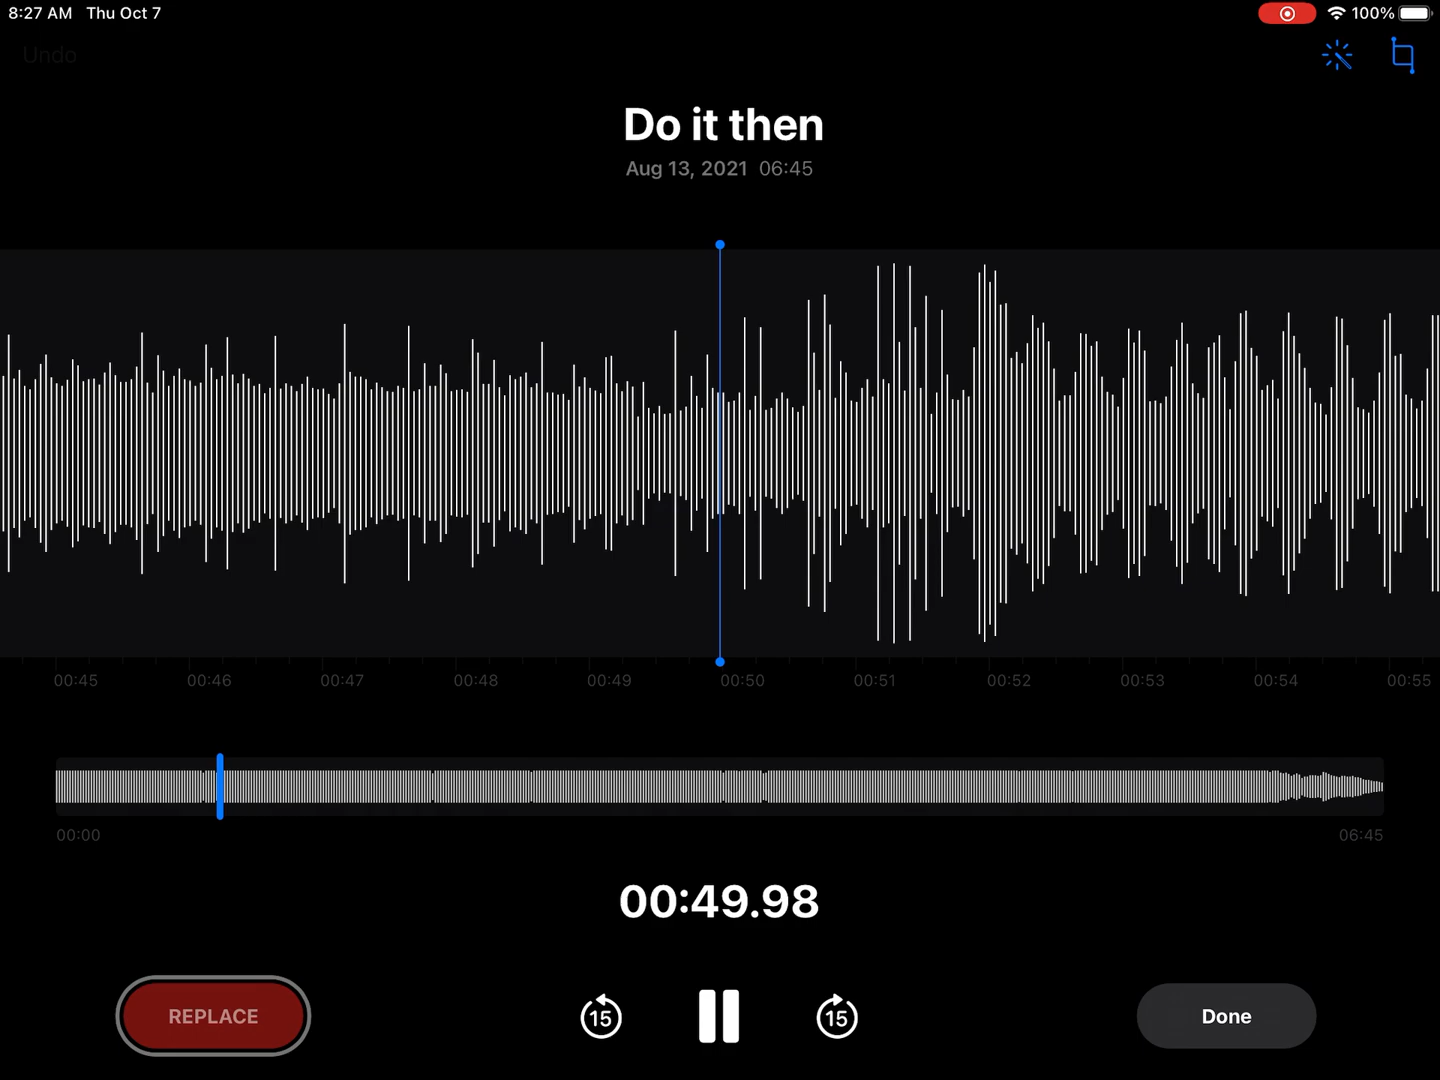 8:27 AM Thu Oct 7 100%
Undo
Do it then
Aug 13, 2021 06:45
00:45 00:46 00:47 00:48 00:49 00:50 00:51 00:52 00:53 00:54 00:55
00:00 06:45
00:49.98
REPLACE 15 15 Done